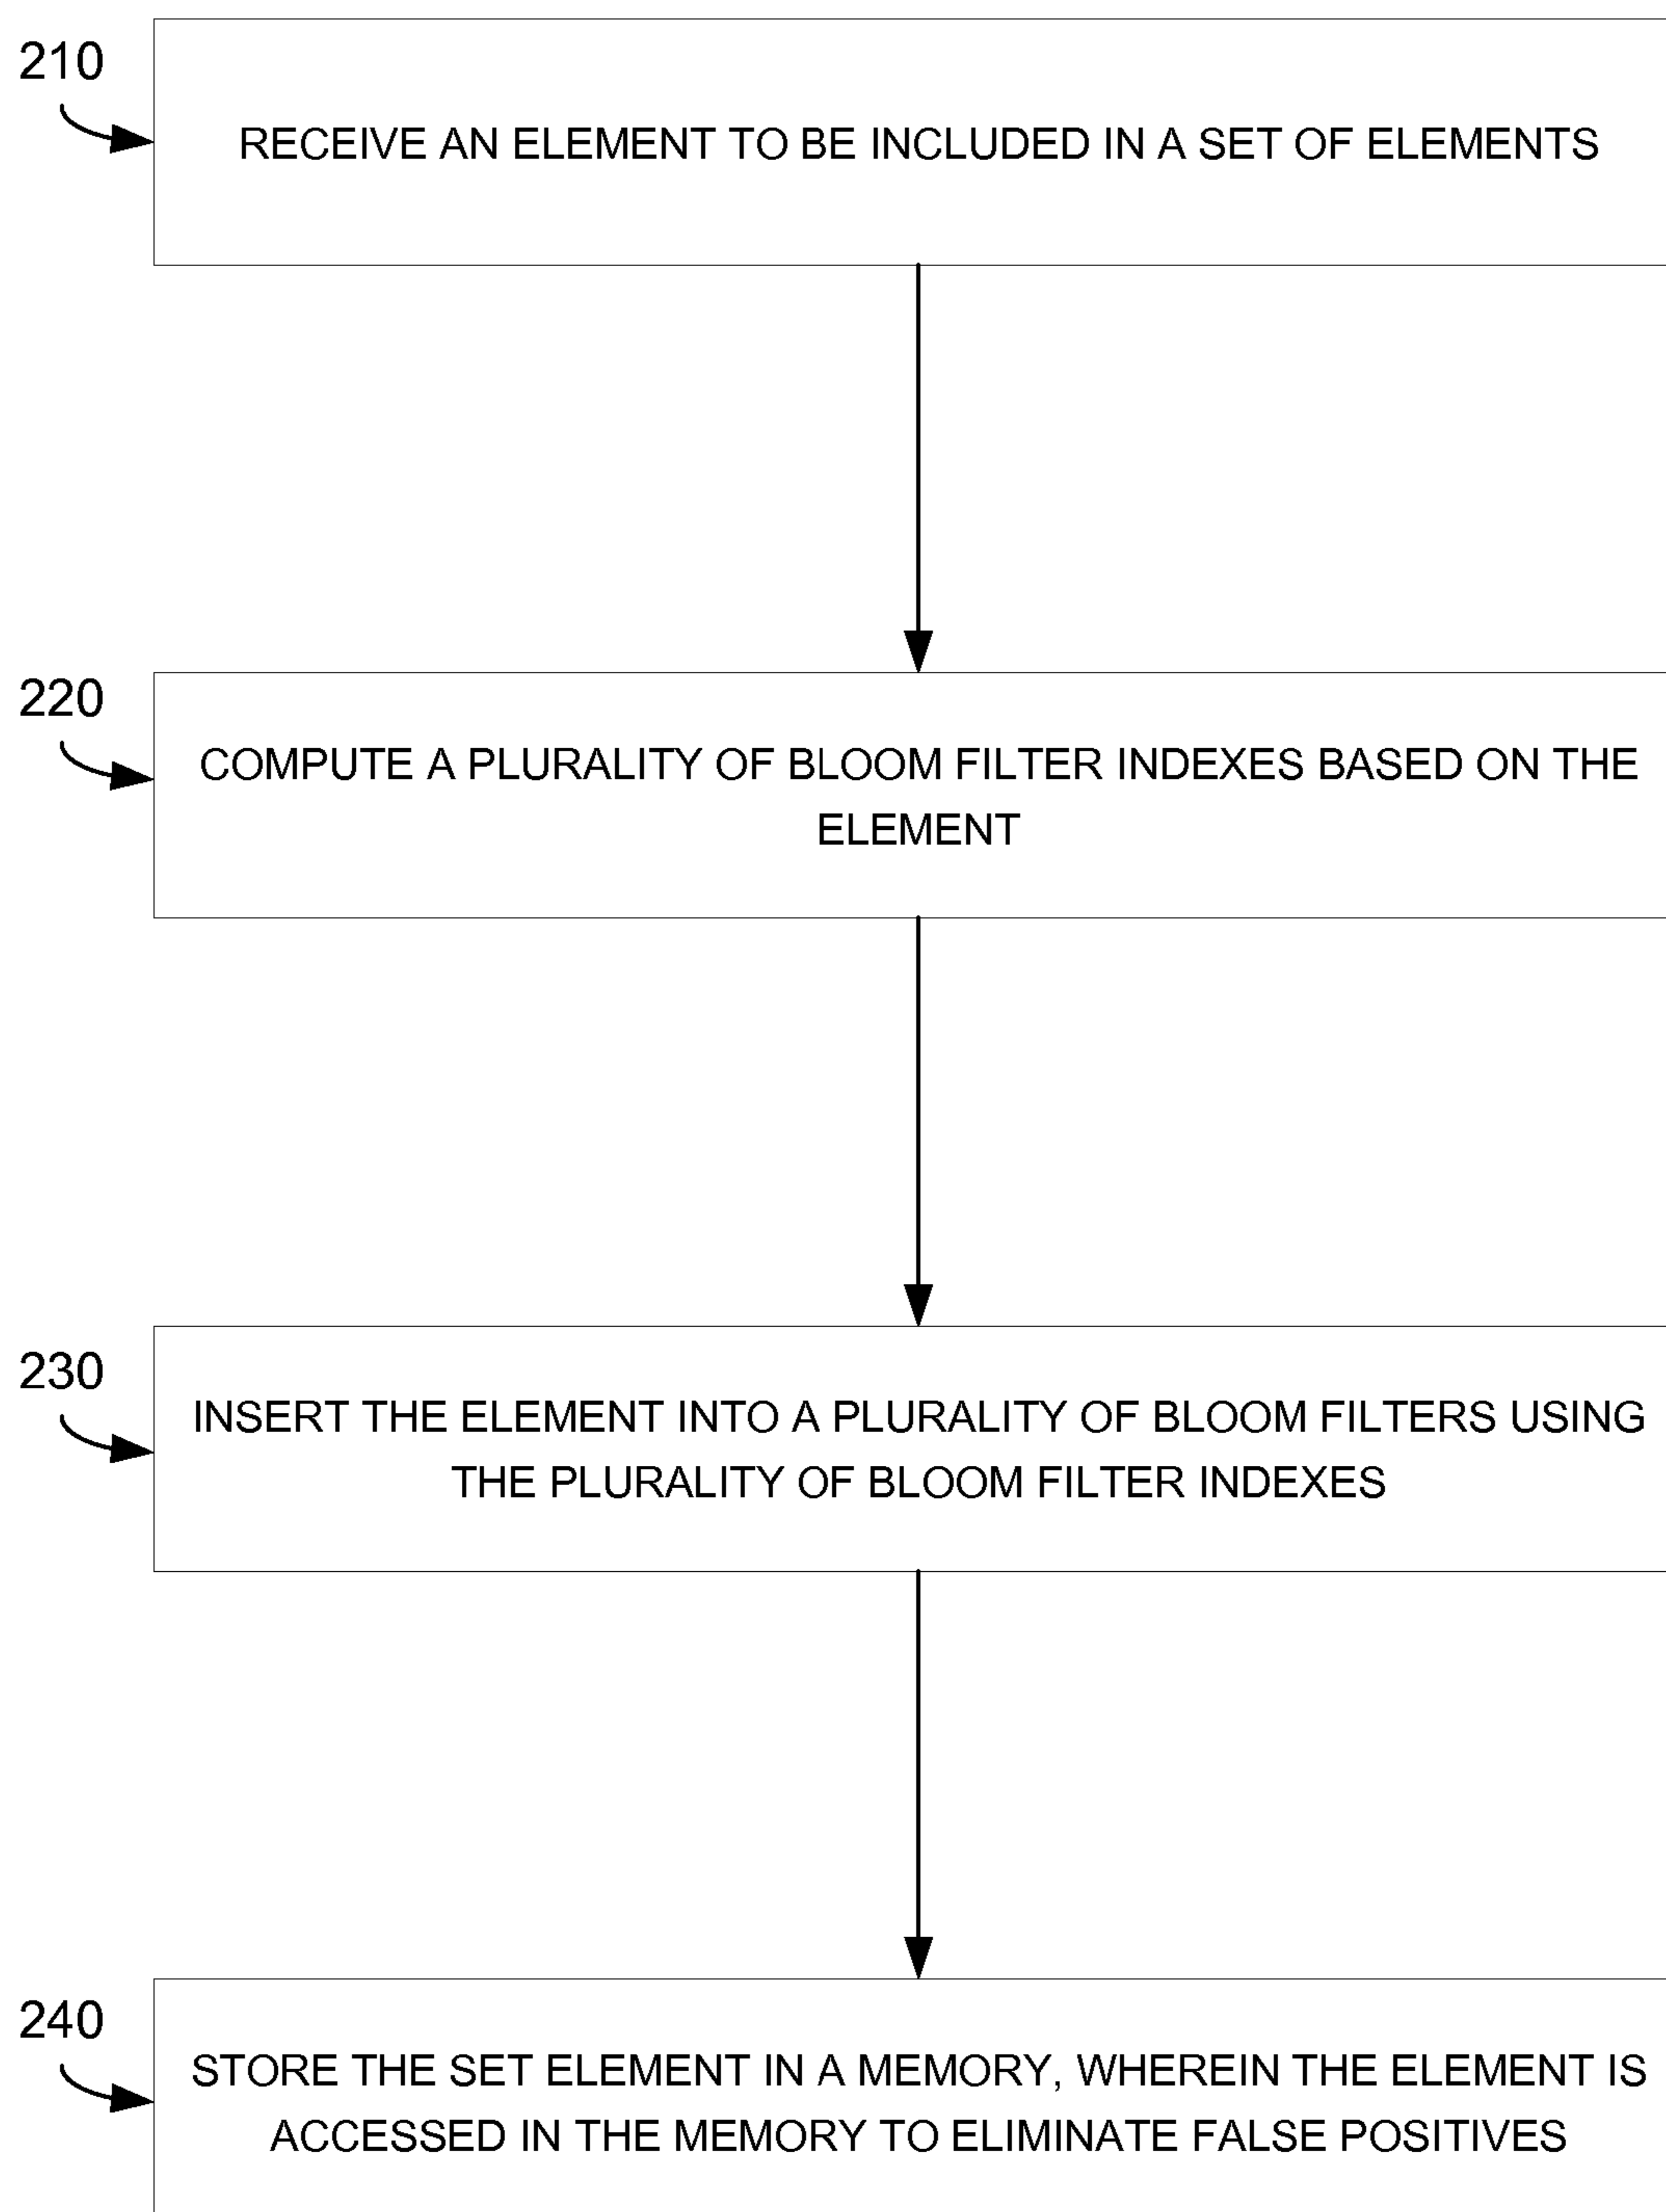 210
RECEIVE AN ELEMENT TO BE INCLUDED IN A SET OF ELEMENTS
220
COMPUTE A PLURALITY OF BLOOM FILTER INDEXES BASED ON THE
ELEMENT
230
INSERT THE ELEMENT INTO A PLURALITY OF BLOOM FILTERS USING
THE PLURALITY OF BLOOM FILTER INDEXES
240
STORE THE SET ELEMENT IN A MEMORY, WHEREIN THE ELEMENT IS
ACCESSED IN THE MEMORY TO ELIMINATE FALSE POSITIVES